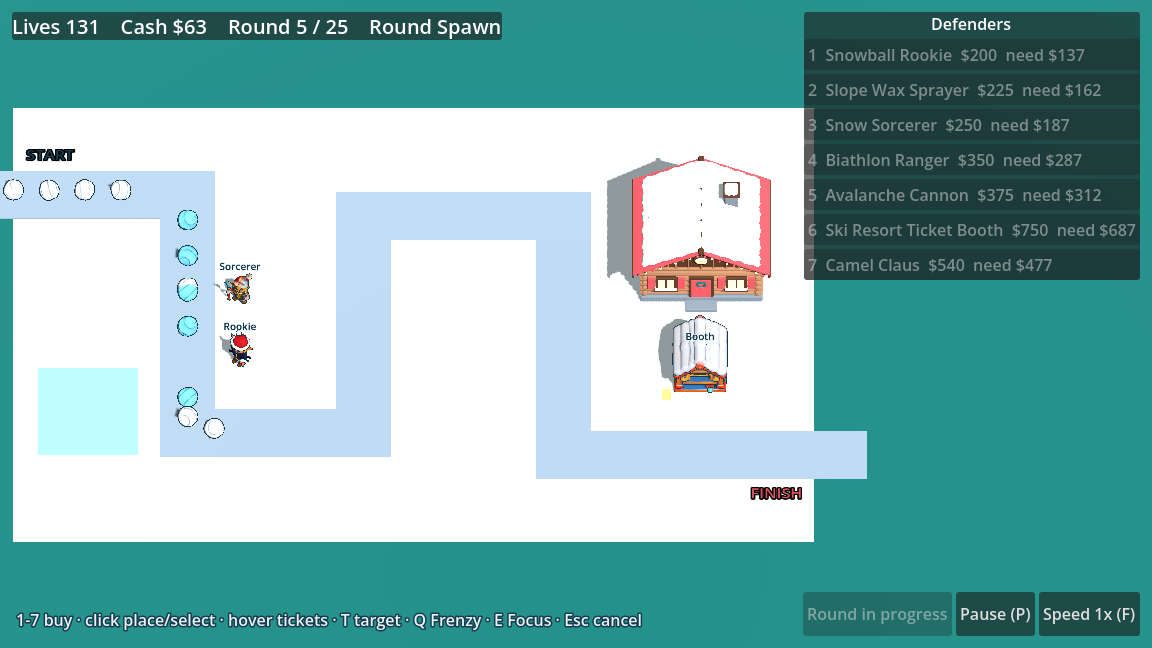 Lives 131 Cash $63 Round 5 / 25 Round Spawn
Defenders
1 Snowball Rookie $200 need $137
2 Slope Wax Sprayer $225 need $162
3 Snow Sorcerer $250 need $187
4 Biathlon Ranger $350 need $287
5 Avalanche Cannon $375 need $312
6 Ski Resort Ticket Booth $750 need $687
7 Camel Claus $540 need $477
START
Sorcerer
Rookie
Booth
FINISH
1-7 buy · click place/select · hover tickets · T target · Q Frenzy · E Focus · Esc cancel
Round in progress
Pause (P)
Speed 1x (F)